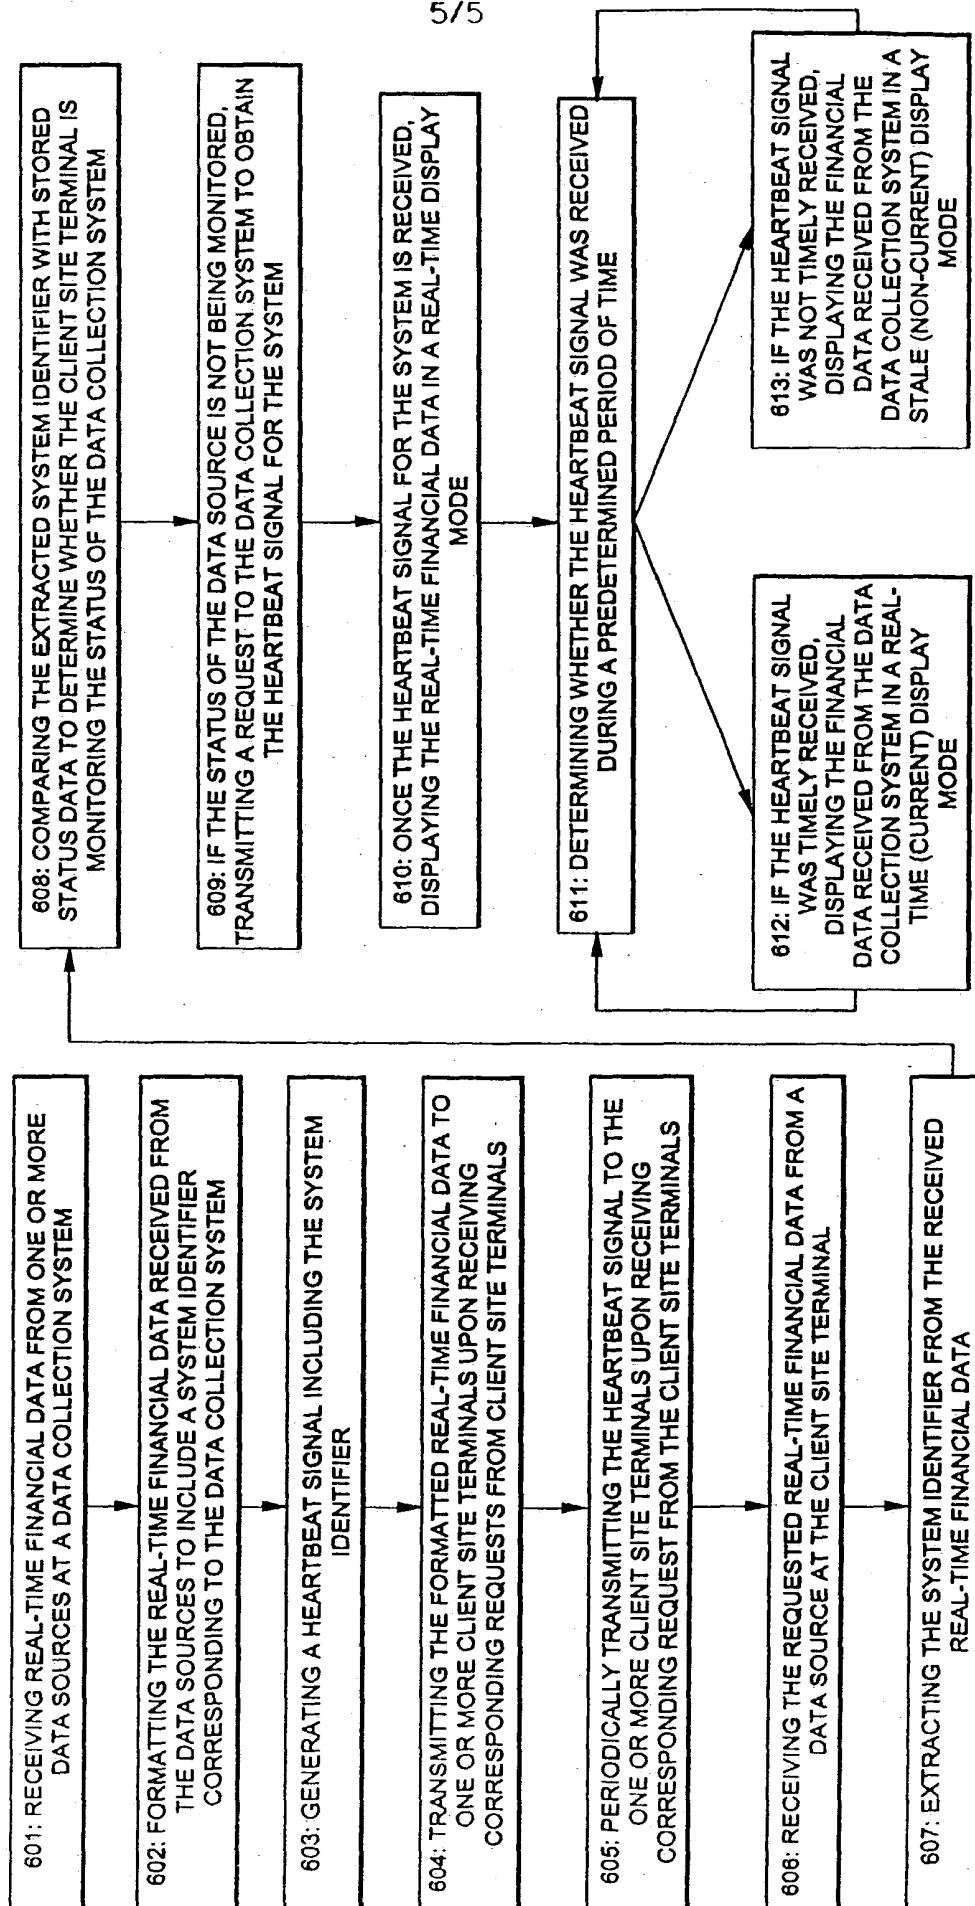 5/5
601: RECEIVING REAL-TIME FINANCIAL DATA FROM ONE OR MORE
DATA SOURCES AT A DATA COLLECTION SYSTEM
602: FORMATTING THE REAL-TIME FINANCIAL DATA RECEIVED FROM
THE DATA SOURCES TO INCLUDE A SYSTEM IDENTIFIER
CORRESPONDING TO THE DATA COLLECTION SYSTEM
603: GENERATING A HEARTBEAT SIGNAL INCLUDING THE SYSTEM
IDENTIFIER
604: TRANSMITTING THE FORMATTED REAL-TIME FINANCIAL DATA TO
ONE OR MORE CLIENT SITE TERMINALS UPON RECEIVING
CORRESPONDING REQUESTS FROM CLIENT SITE TERMINALS
605: PERIODICALLY TRANSMITTING THE HEARTBEAT SIGNAL TO THE
ONE OR MORE CLIENT SITE TERMINALS UPON RECEIVING
CORRESPONDING REQUEST FROM THE CLIENT SITE TERMINALS
606: RECEIVING THE REQUESTED REAL-TIME FINANCIAL DATA FROM A
DATA SOURCE AT THE CLIENT SITE TERMINAL
607: EXTRACTING THE SYSTEM IDENTIFIER FROM THE RECEIVED
REAL-TIME FINANCIAL DATA
608: COMPARING THE EXTRACTED SYSTEM IDENTIFIER WITH STORED
STATUS DATA TO DETERMINE WHETHER THE CLIENT SITE TERMINAL IS
MONITORING THE STATUS OF THE DATA COLLECTION SYSTEM
609: IF THE STATUS OF THE DATA SOURCE IS NOT BEING MONITORED,
TRANSMITTING A REQUEST TO THE DATA COLLECTION SYSTEM TO OBTAIN
THE HEARTBEAT SIGNAL FOR THE SYSTEM
610: ONCE THE HEARTBEAT SIGNAL FOR THE SYSTEM IS RECEIVED,
DISPLAYING THE REAL-TIME FINANCIAL DATA IN A REAL-TIME DISPLAY
MODE
611: DETERMINING WHETHER THE HEARTBEAT SIGNAL WAS RECEIVED
DURING A PREDETERMINED PERIOD OF TIME
612: IF THE HEARTBEAT SIGNAL
WAS TIMELY RECEIVED,
DISPLAYING THE FINANCIAL
DATA RECEIVED FROM THE DATA
COLLECTION SYSTEM IN A REAL-
TIME (CURRENT) DISPLAY
MODE
613: IF THE HEARTBEAT SIGNAL
WAS NOT TIMELY RECEIVED,
DISPLAYING THE FINANCIAL
DATA RECEIVED FROM THE
DATA COLLECTION SYSTEM IN A
STALE (NON-CURRENT) DISPLAY
MODE